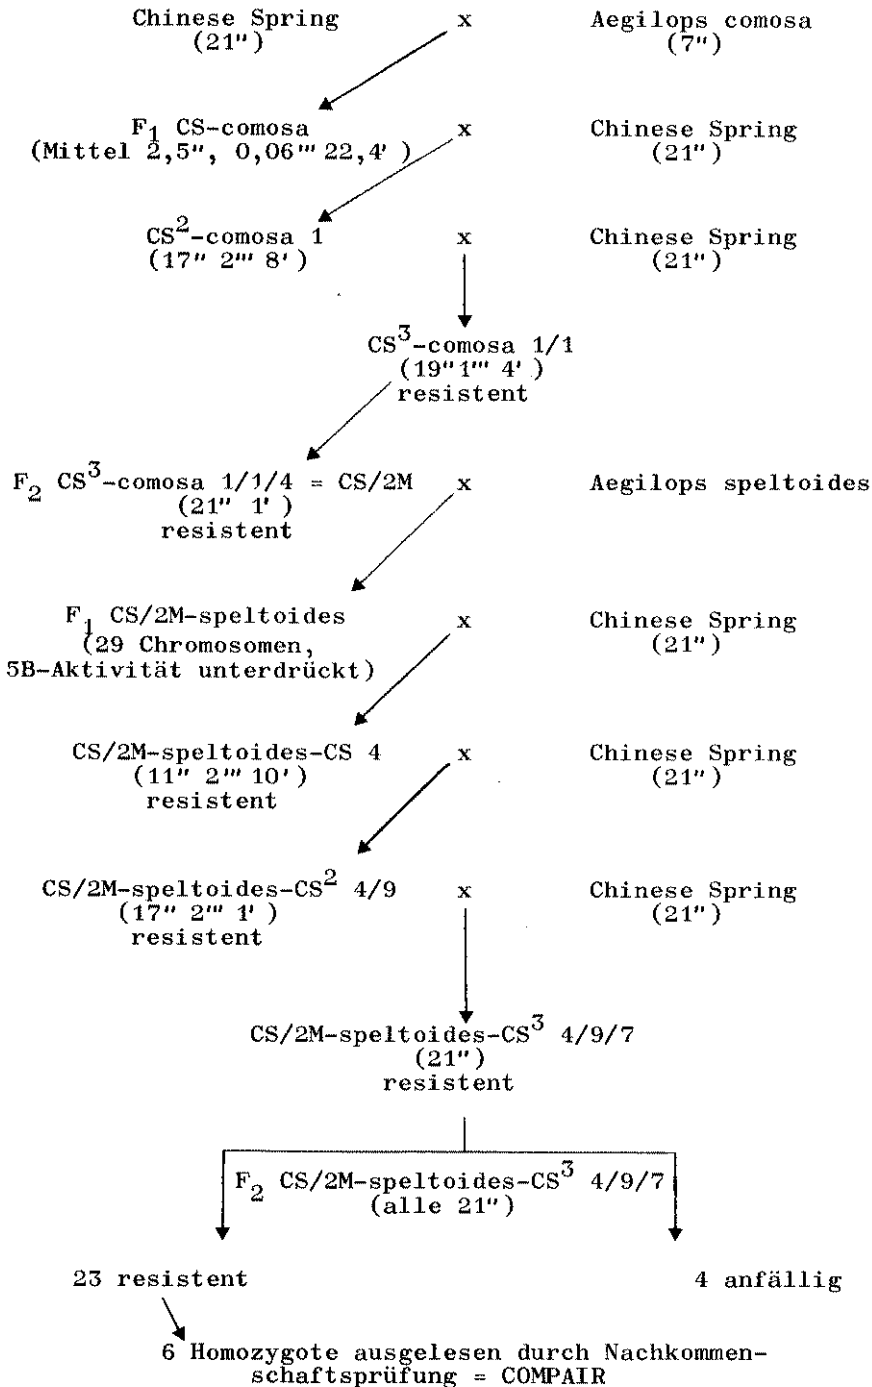 Chinese Spring x Aegilops comosa
(21") (7")
F1 CS-comosa x Chinese Spring
(Mittel 2,5", 0,06"' 22,4' ) (21")
CS2-comosa 1 x Chinese Spring
(17" 2"' 8' ) (21")
CS3-comosa 1/1
(19" 1"' 4' )
resistent
F2 CS3-comosa 1/1/4 = CS/2M x Aegilops speltoides
(21" 1' )
resistent
F1 CS/2M-speltoides x Chinese Spring
(29 Chromosomen, (21")
5B-Aktivität unterdrückt)
CS/2M-speltoides-CS 4 x Chinese Spring
(11" 2"' 10' ) (21")
resistent
CS/2M-speltoides-CS2 4/9 x Chinese Spring
(17" 2"' 1' ) (21")
resistent
CS/2M-speltoides-CS3 4/9/7
(21")
resistent
F2 CS/2M-speltoides-CS3 4/9/7
(alle 21")
23 resistent 4 anfällig
6 Homozygote ausgelesen durch Nachkommen-
schaftsprüfung = COMPAIR